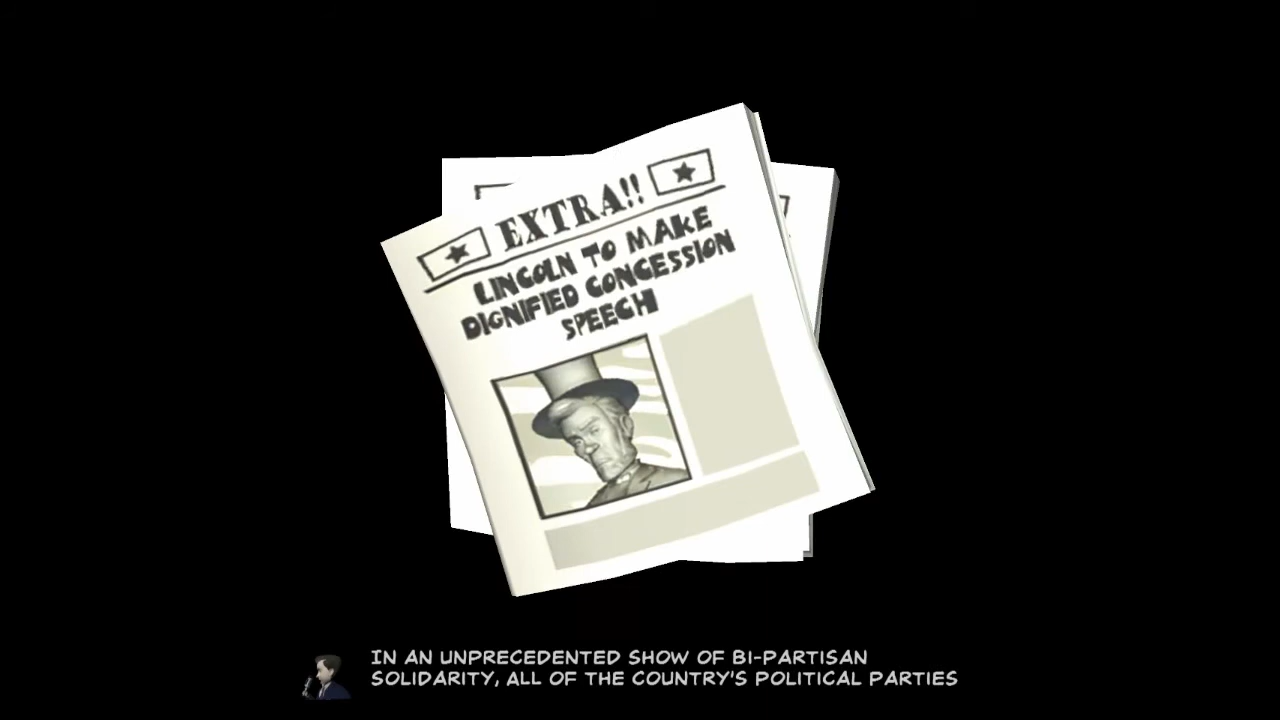 EXTRA!!
LINCOLN TO MAKE
DIGNIFIED CONCESSION
SPEECH
IN AN UNPRECEDENTED SHOW OF BI-PARTISAN
SOLIDARITY, ALL OF THE COUNTRY'S POLITICAL PARTIES